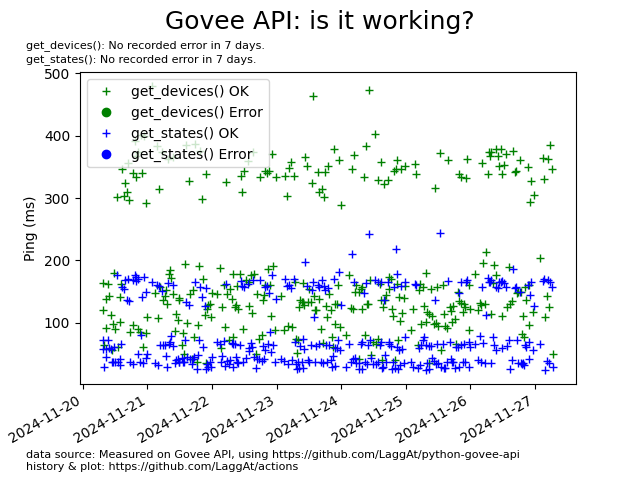 Govee API: is it working?
get_devices(): No recorded error in 7 days.
get_states(): No recorded error in 7 days.
500
400
300
200
100
Ping (ms)
get_devices() OK
get_devices() Error
get_states() OK
get_states() Error
2024-11-20
2024-11-21
2024-11-22
2024-11-23
2024-11-24
2024-11-25
2024-11-26
2024-11-27
data source: Measured on Govee API, using https://github.com/LaggAt/python-govee-api
history & plot: https://github.com/LaggAt/actions